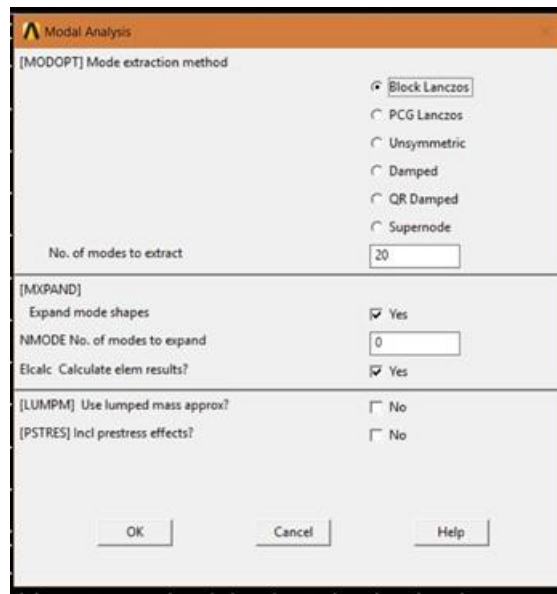 Modal Analysis
[MODOPT] Mode extraction method
Block Lanczos
PCG Lanczos
Unsymmetric
Damped
QR Damped
Supernode
No. of modes to extract 20
[MXPAND]
Expand mode shapes Yes
NMODE No. of modes to expand 0
Elcalc Calculate elem results? Yes
[LUMPM] Use lumped mass approx? No
[PSTRES] Incl prestress effects? No
OK Cancel Help